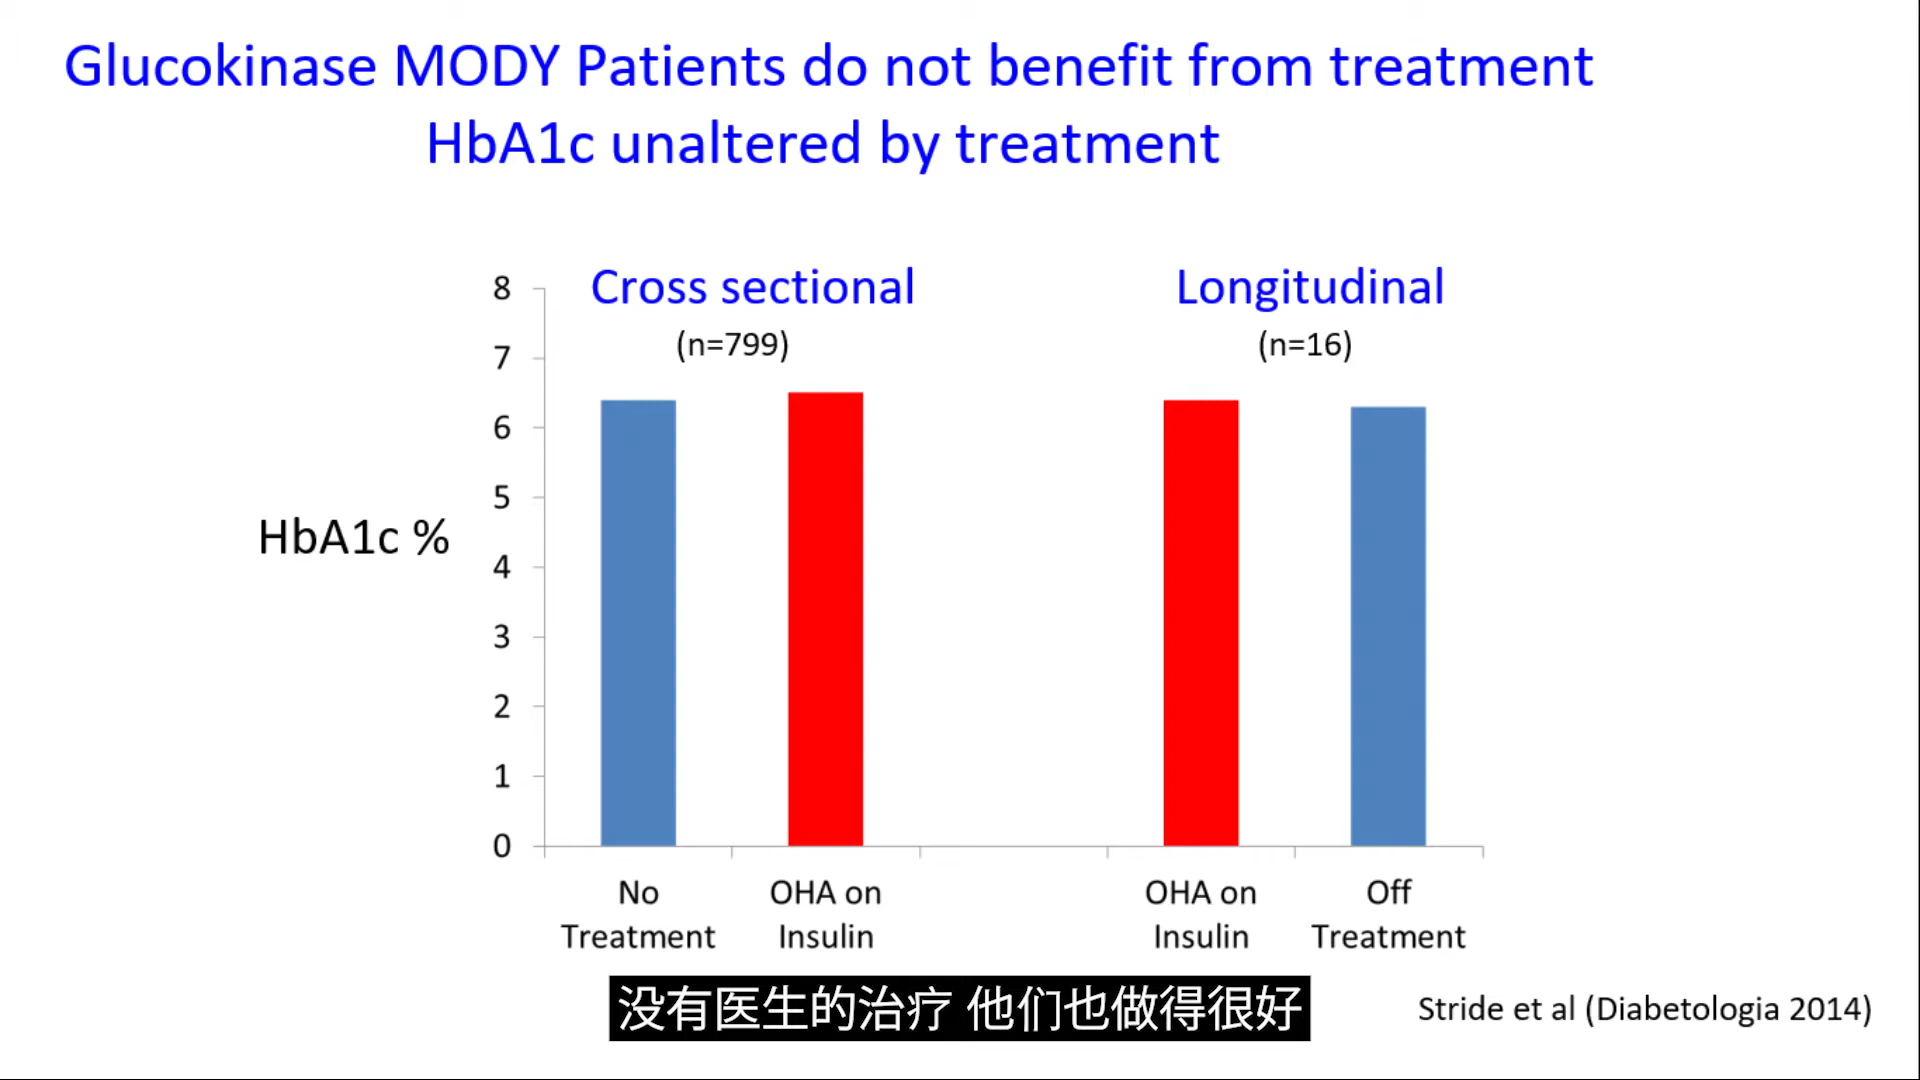 Glucokinase MODY Patients do not benefit from treatment
HbA1c unaltered by treatment
Cross sectional
(n=799)
Longitudinal
(n=16)
HbA1c %
8
7
6
5
4
3
2
1
0
No
Treatment
OHA on
Insulin
OHA on
Insulin
Off
Treatment
没有医生的治疗 他们也做得很好
Stride et al (Diabetologia 2014)